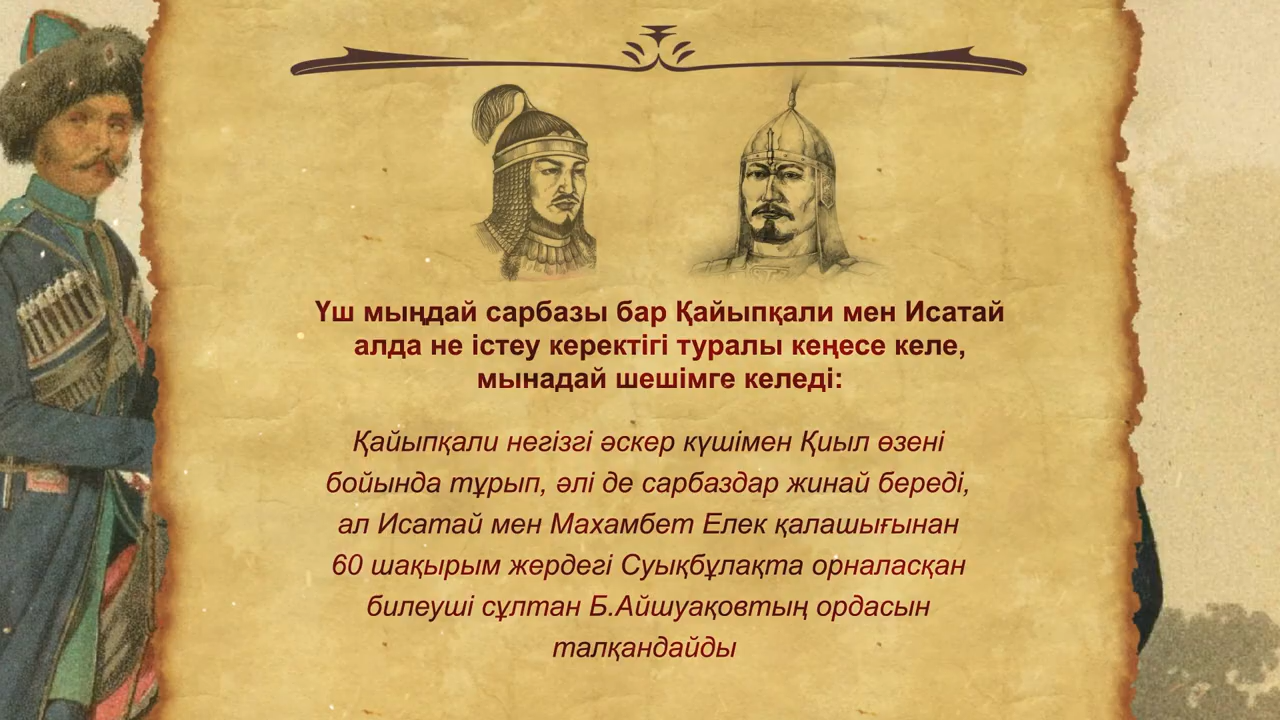 Үш мыңдай сарбазы бар Қайыпқали мен Исатай
алда не істеу керектігі туралы кеңесе келе,
мынадай шешімге келеді:
Қайыпқали негізгі әскер күшімен Қиыл өзені
бойында тұрып, әлі де сарбаздар жинай береді,
ал Исатай мен Махамбет Елек қалашығынан
60 шақырым жердегі Суықбұлақта орналасқан
билеуші сұлтан Б.Айшуақовтың ордасын
талқандайды